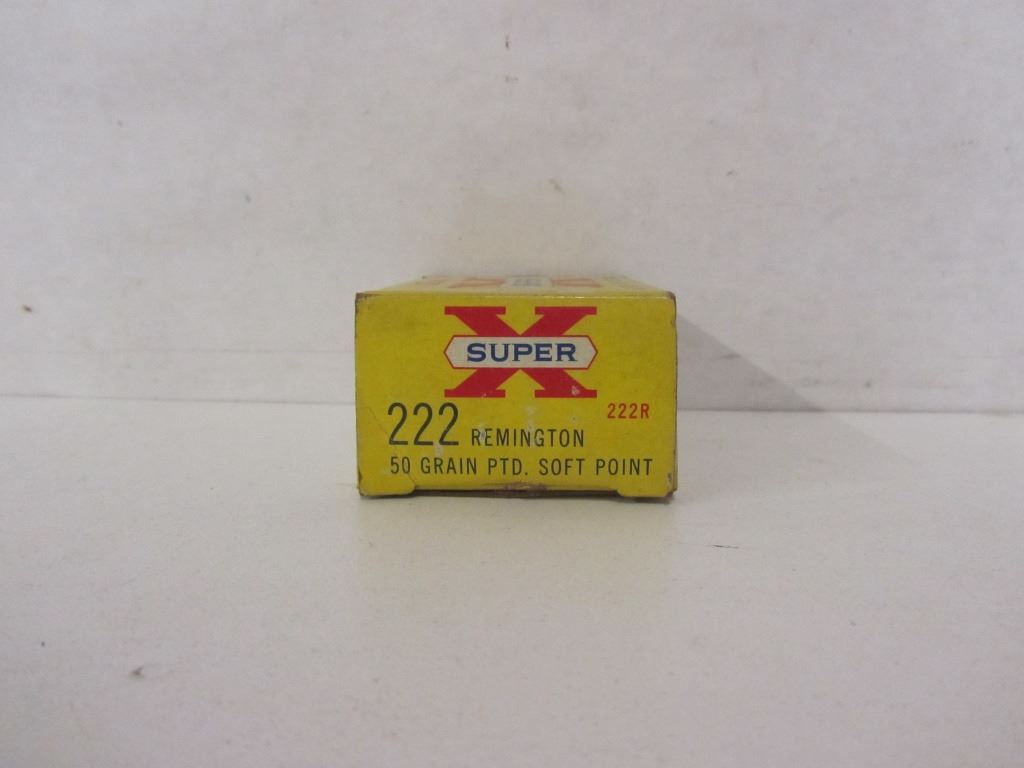 X
SUPER
222R
222 REMINGTON
50 GRAIN PTD. SOFT POINT